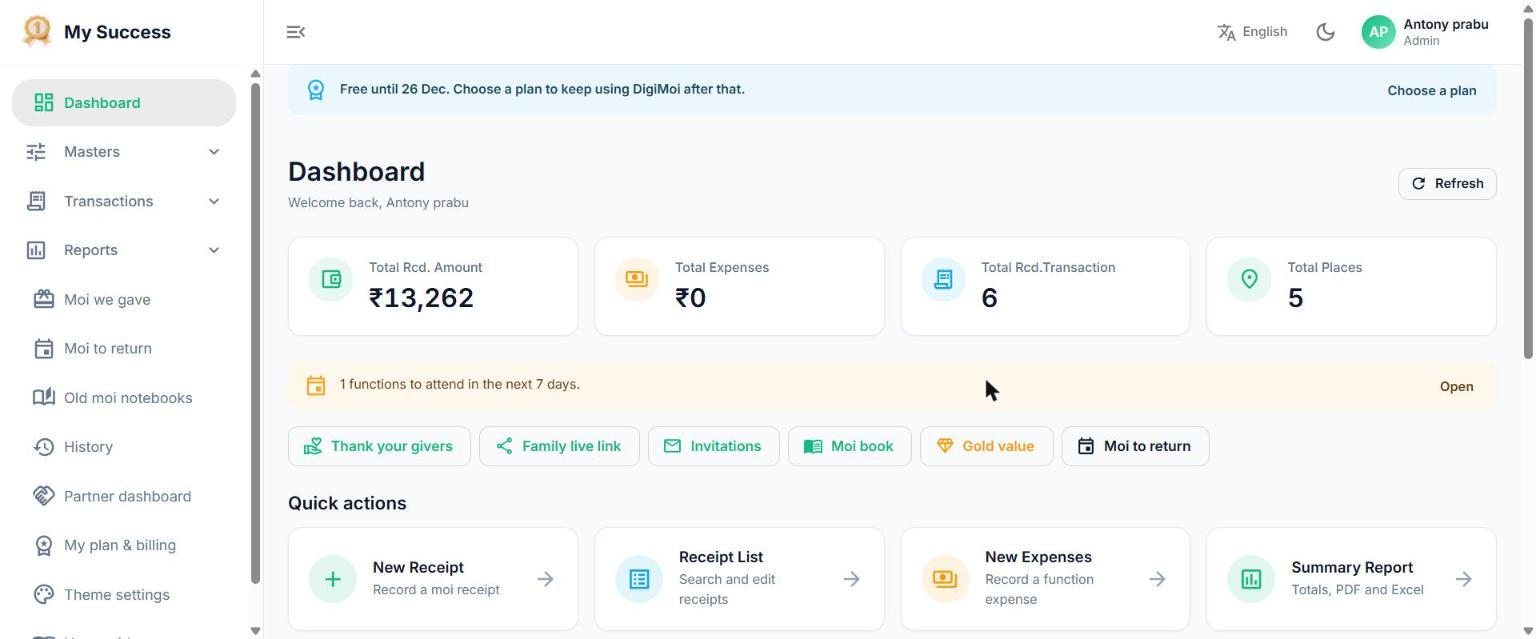 My Success
English
AP
Antony prabu
Admin
Dashboard
Masters
Transactions
Reports
Moi we gave
Moi to return
Old moi notebooks
History
Partner dashboard
My plan & billing
Theme settings
Free until 26 Dec. Choose a plan to keep using DigiMoi after that.
Choose a plan
Dashboard
Welcome back, Antony prabu
Refresh
Total Rcd. Amount
₹13,262
Total Expenses
₹0
Total Rcd.Transaction
6
Total Places
5
1 functions to attend in the next 7 days.
Open
Thank your givers
Family live link
Invitations
Moi book
Gold value
Moi to return
Quick actions
New Receipt
Record a moi receipt
Receipt List
Search and edit
receipts
New Expenses
Record a function
expense
Summary Report
Totals, PDF and Excel